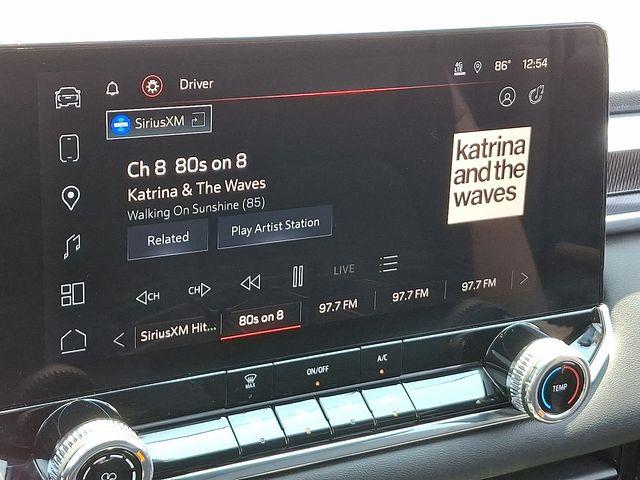 4G LTE 86° 12:54
Driver
SiriusXM
Ch 8 80s on 8
Katrina & The Waves
Walking On Sunshine (85)
Related
Play Artist Station
katrina
and the
waves
CH
CH
LIVE
SiriusXM Hit...
80s on 8
97.7 FM
97.7 FM
97.7 FM
MAX
ON/OFF
A/C
TEMP